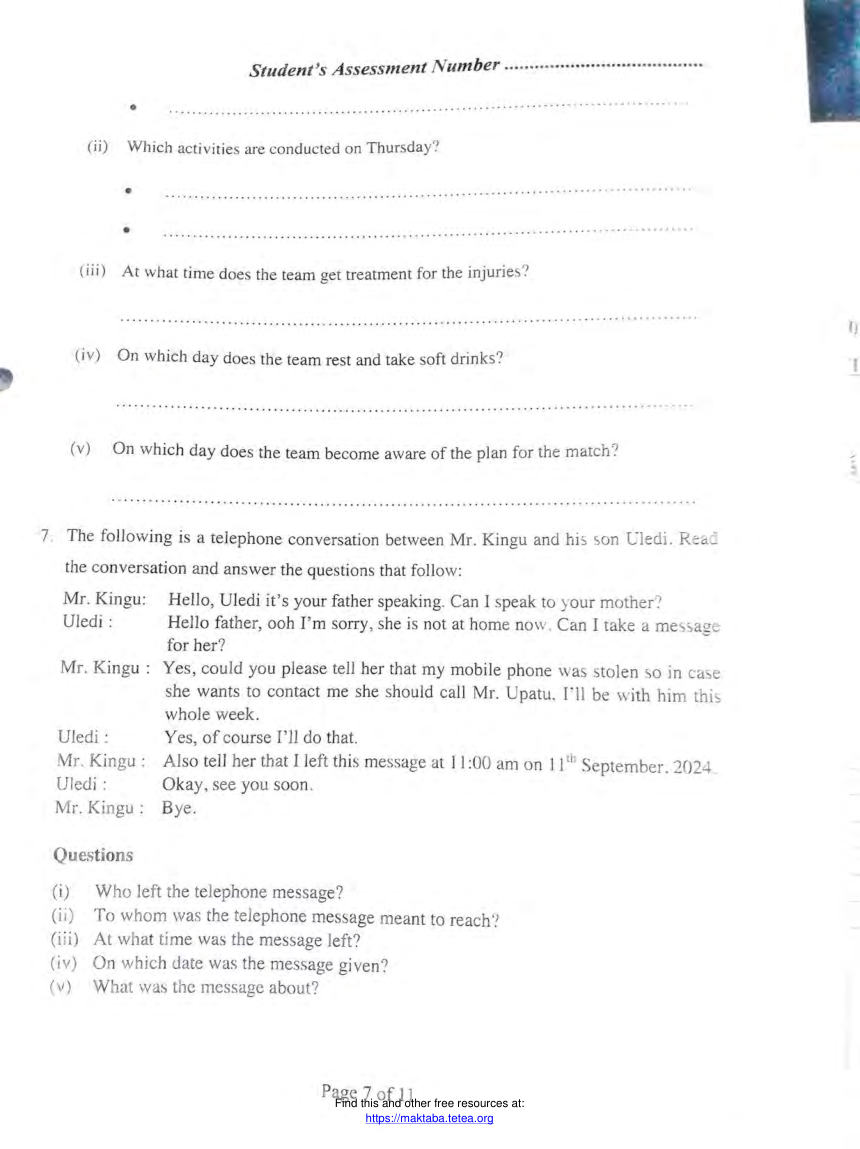 Student's Assessment Number ........................................
• ........................................
(ii) Which activities are conducted on Thursday?
• ........................................
• ........................................
(iii) At what time does the team get treatment for the injuries?
........................................
(iv) On which day does the team rest and take soft drinks?
........................................
(v) On which day does the team become aware of the plan for the match?
........................................
7. The following is a telephone conversation between Mr. Kingu and his son Uledi. Read
the conversation and answer the questions that follow:
Mr. Kingu: Hello, Uledi it's your father speaking. Can I speak to your mother?
Uledi : Hello father, ooh I'm sorry, she is not at home now. Can I take a message
for her?
Mr. Kingu : Yes, could you please tell her that my mobile phone was stolen so in case
she wants to contact me she should call Mr. Upatu. I'll be with him this
whole week.
Uledi : Yes, of course I'll do that.
Mr. Kingu : Also tell her that I left this message at 11:00 am on 11th September, 2024.
Uledi : Okay, see you soon.
Mr. Kingu : Bye.
Questions
(i) Who left the telephone message?
(ii) To whom was the telephone message meant to reach?
(iii) At what time was the message left?
(iv) On which date was the message given?
(v) What was the message about?
Page 7 of 11
Find this and other free resources at:
https://maktaba.tetea.org